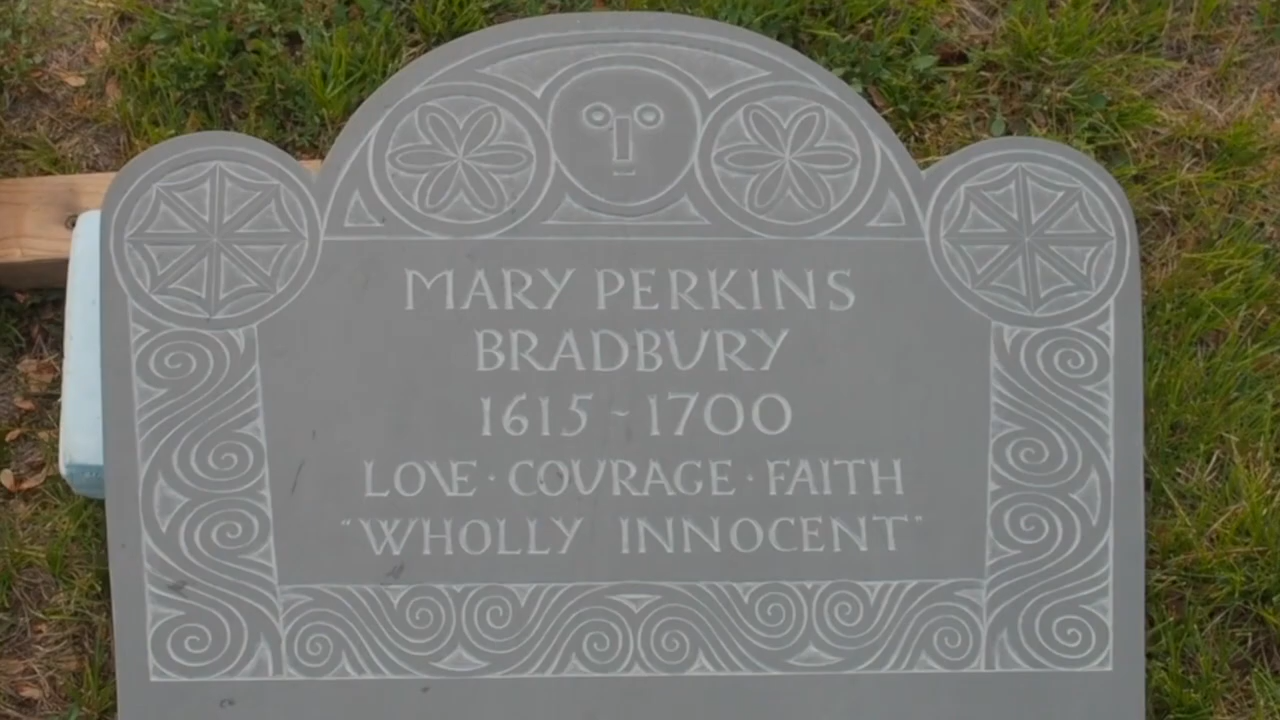 MARY PERKINS
BRADBURY
1615-1700
LOVE · COURAGE · FAITH
"WHOLLY INNOCENT"